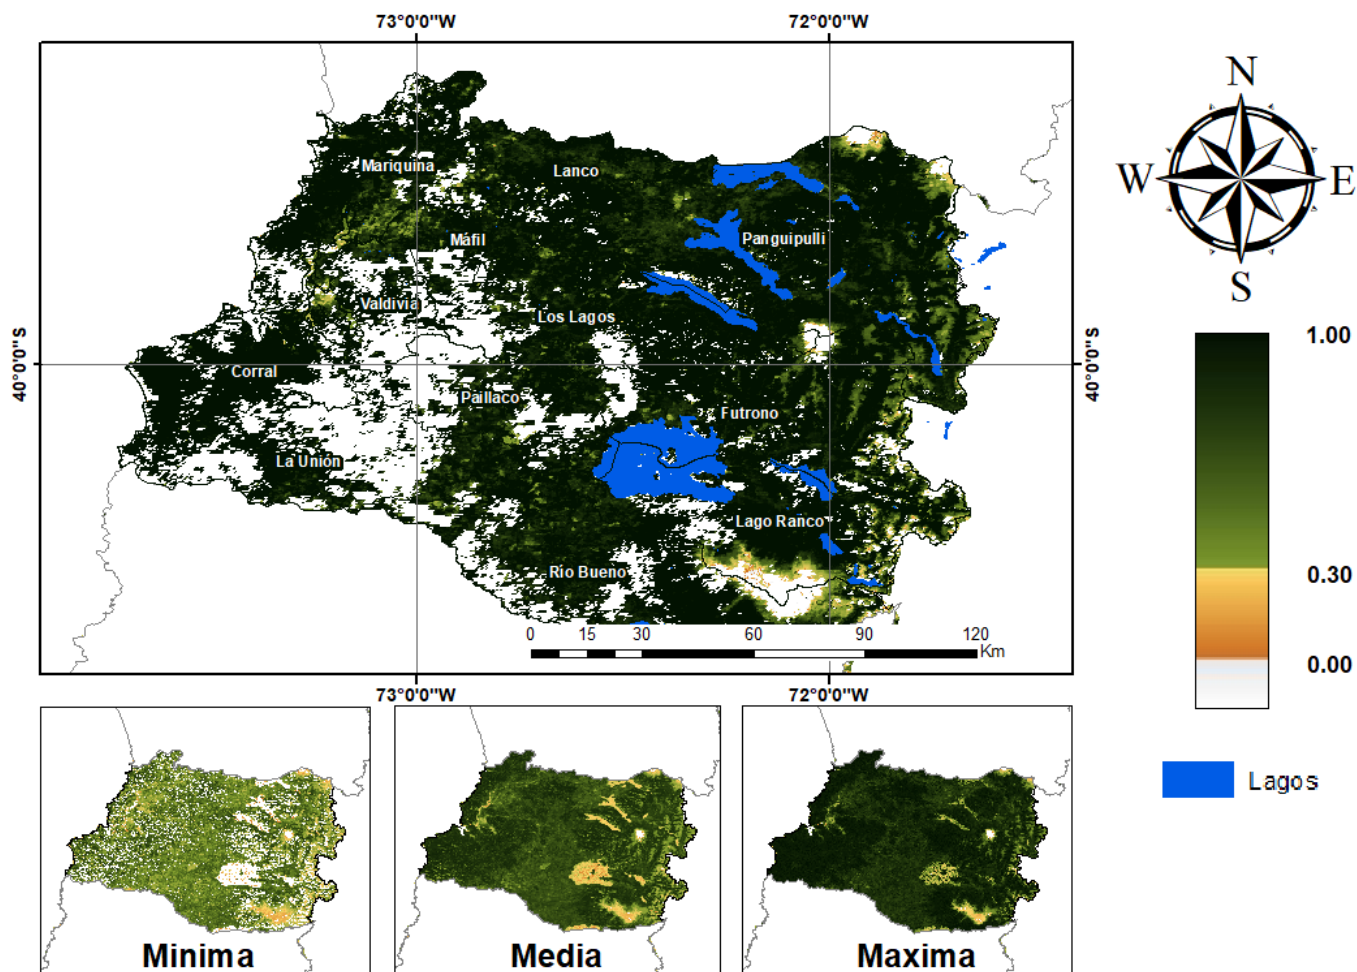 73°0'0"W
72°0'0"W
N
Mariquina
Lanco
W
E
Máfil
Panguipulli
S
Valdivia
Los Lagos
1.00
40°0'0"S
40°0'0"S
Corral
Paillaco
Futrono
La Unión
Lago Ranco
Río Bueno
0.30
0 15 30 60 90 120
Km
0.00
73°0'0"W
72°0'0"W
Lagos
Minima
Media
Maxima